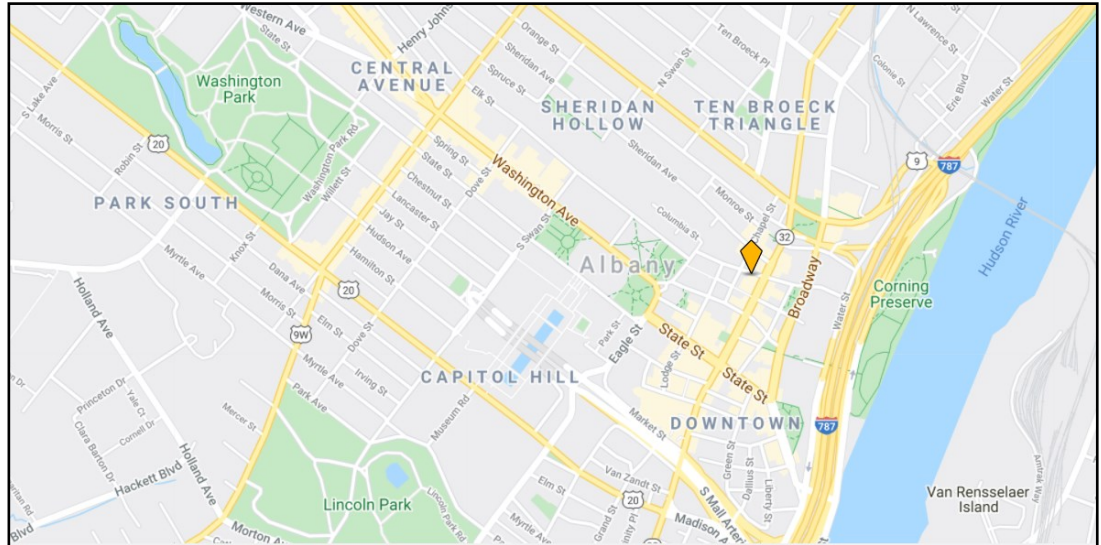 Western Ave
State St
Henry Johns
Orange St
Sheridan Ave
Spruce St
Elk St
N Swan St
Ten Broeck Pl
N Lawrence St
Colonie St
Erie Blvd
Water St
S Lake Ave
Morris St
20
Robin St
Washington
Park
CENTRAL
AVENUE
SHERIDAN
HOLLOW
TEN BROECK
TRIANGLE
9
787
Washington Park Rd
Willett St
Spring St
State St
Chestnut St
Dove St
Lancaster St
Jay St
Hudson Ave
Hamilton St
Washington Ave
Sheridan Ave
Columbia St
Monroe St
Chapel St
32
PARK SOUTH
Knox St
S Swan St
Albany
Broadway
Water St
Hudson River
Corning
Preserve
Myrtle Ave
Dana Ave
Morris St
20
Holland Ave
9W
Elm St
Dove St
Myrtle Ave
Irving St
Park Ave
Park St
Eagle St
State St
Lodge St
State St
CAPITOL HILL
Museum Rd
Market St
DOWNTOWN
787
Princeton Dr
Yale Ct
Cornell Dr
Clara Barton Dr
Mercer St
Holland Ave
Hackett Blvd
Blvd
Lincoln Park
Lincoln Park Rd
Morton Ave
Elm St
Van Zandt St
Myrtle Ave
Grand St
inity Pl
20
Madison A
S Mall Arteri
Green St
Dallius St
Liberty St
Van Rensselaer
Island
Amtrak Way